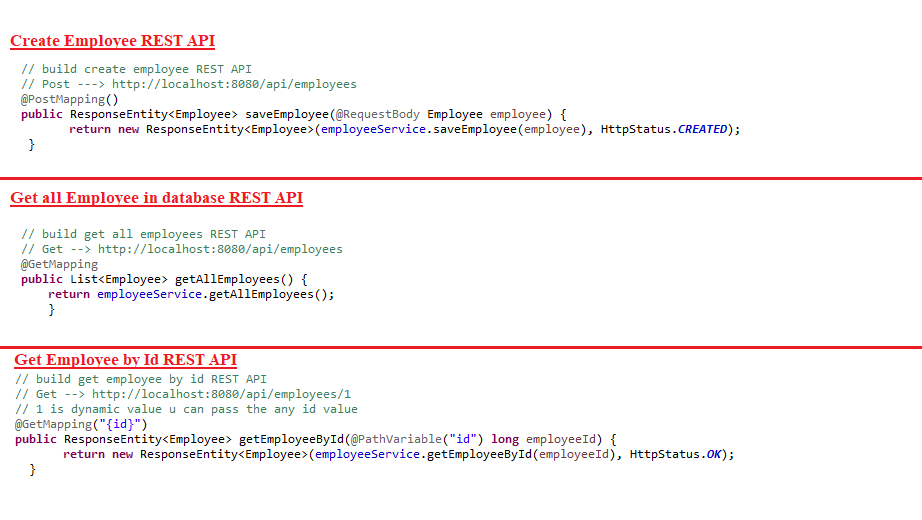 Create Employee REST API
// build create employee REST API
// Post ---> http://localhost:8080/api/employees
@PostMapping()
public ResponseEntity<Employee> saveEmployee(@RequestBody Employee employee) {
return new ResponseEntity<Employee>(employeeService.saveEmployee(employee), HttpStatus.CREATED);
}
Get all Employee in database REST API
// build get all employees REST API
// Get --> http://localhost:8080/api/employees
@GetMapping
public List<Employee> getAllEmployees() {
return employeeService.getAllEmployees();
}
Get Employee by Id REST API
// build get employee by id REST API
// Get --> http://localhost:8080/api/employees/1
// 1 is dynamic value u can pass the any id value
@GetMapping("{id}")
public ResponseEntity<Employee> getEmployeeById(@PathVariable("id") long employeeId) {
return new ResponseEntity<Employee>(employeeService.getEmployeeById(employeeId), HttpStatus.OK);
}